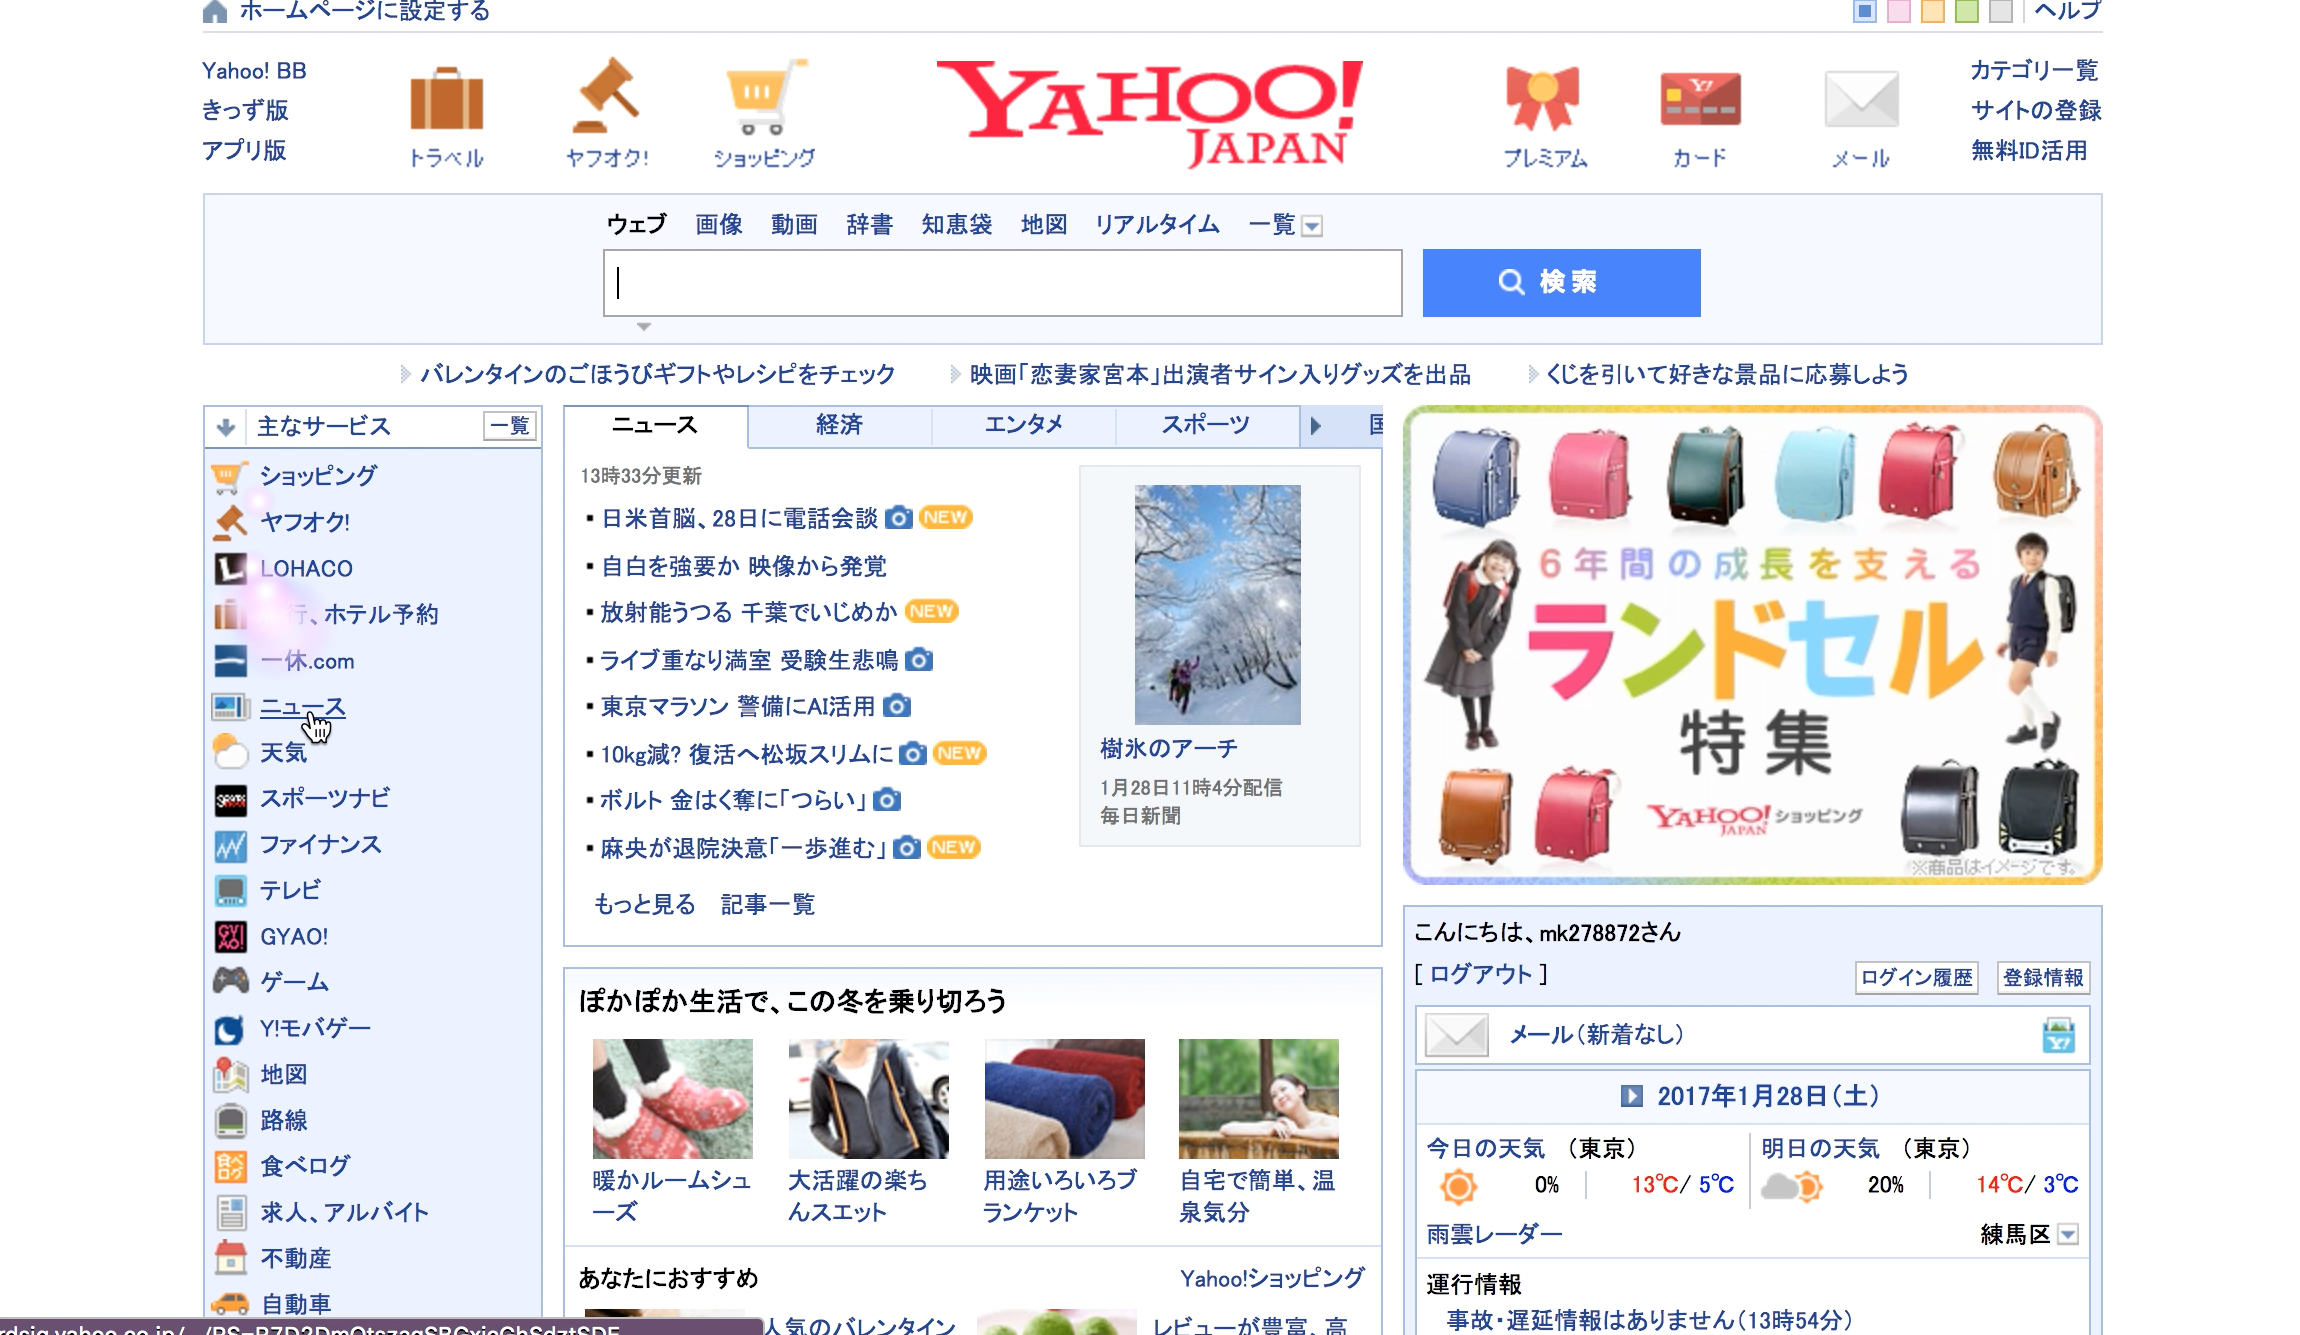 ホームページに設定する
ヘルプ
Yahoo! BB
きっず版
アプリ版
トラベル
ヤフオク!
ショッピング
YAHOO!
JAPAN
プレミアム
カード
メール
カテゴリ一覧
サイトの登録
無料ID活用
ウェブ 画像 動画 辞書 知恵袋 地図 リアルタイム 一覧
検索
バレンタインのごほうびギフトやレシピをチェック
映画「恋妻家宮本」出演者サイン入りグッズを出品
くじを引いて好きな景品に応募しよう
主なサービス 一覧
ショッピング
ヤフオク!
LOHACO
行、ホテル予約
一休.com
ニュース
天気
スポーツナビ
ファイナンス
テレビ
GYAO!
ゲーム
Y!モバゲー
地図
路線
食べログ
求人、アルバイト
不動産
自動車
ニュース 経済 エンタメ スポーツ
13時33分更新
日米首脳、28日に電話会談 NEW
自白を強要か 映像から発覚
放射能うつる 千葉でいじめか NEW
ライブ重なり満室 受験生悲鳴
東京マラソン 警備にAI活用
10kg減? 復活へ松坂スリムに NEW
ボルト 金はく奪に「つらい」
麻央が退院決意「一歩進む」 NEW
もっと見る 記事一覧
樹氷のアーチ
1月28日11時4分配信
毎日新聞
ぽかぽか生活で、この冬を乗り切ろう
暖かルームシュ
ーズ
大活躍の楽ち
んスエット
用途いろいろブ
ランケット
自宅で簡単、温
泉気分
あなたにおすすめ
Yahoo!ショッピング
人気のバレンタイン
レビューが豊富、高
6年間の成長を支える
ランドセル
特集
YAHOO! JAPAN ショッピング
※商品はイメージです。
こんにちは、mk278872さん
[ ログアウト ]
ログイン履歴 登録情報
メール（新着なし）
2017年1月28日（土）
今日の天気 （東京）
0% 13℃/ 5℃
明日の天気 （東京）
20% 14℃/ 3℃
雨雲レーダー
練馬区
運行情報
事故・遅延情報はありません（13時54分）